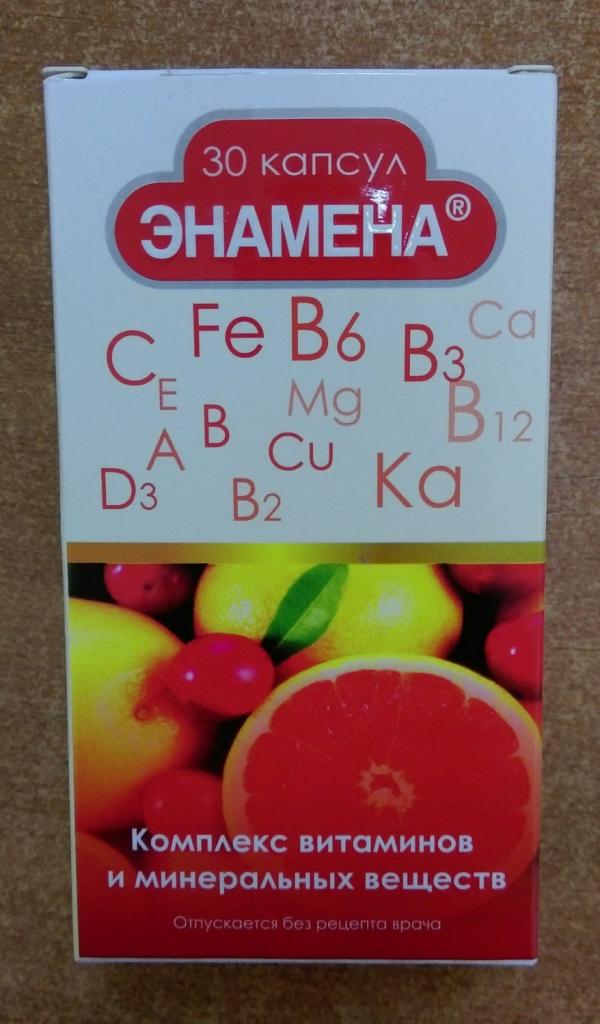 30 капсул
ЭНАМЕНА®
C Fe B6 B3 Ca
E B Mg B12
A Cu
D3 B2 Ka
Комплекс витаминов
и минеральных веществ
Отпускается без рецепта врача